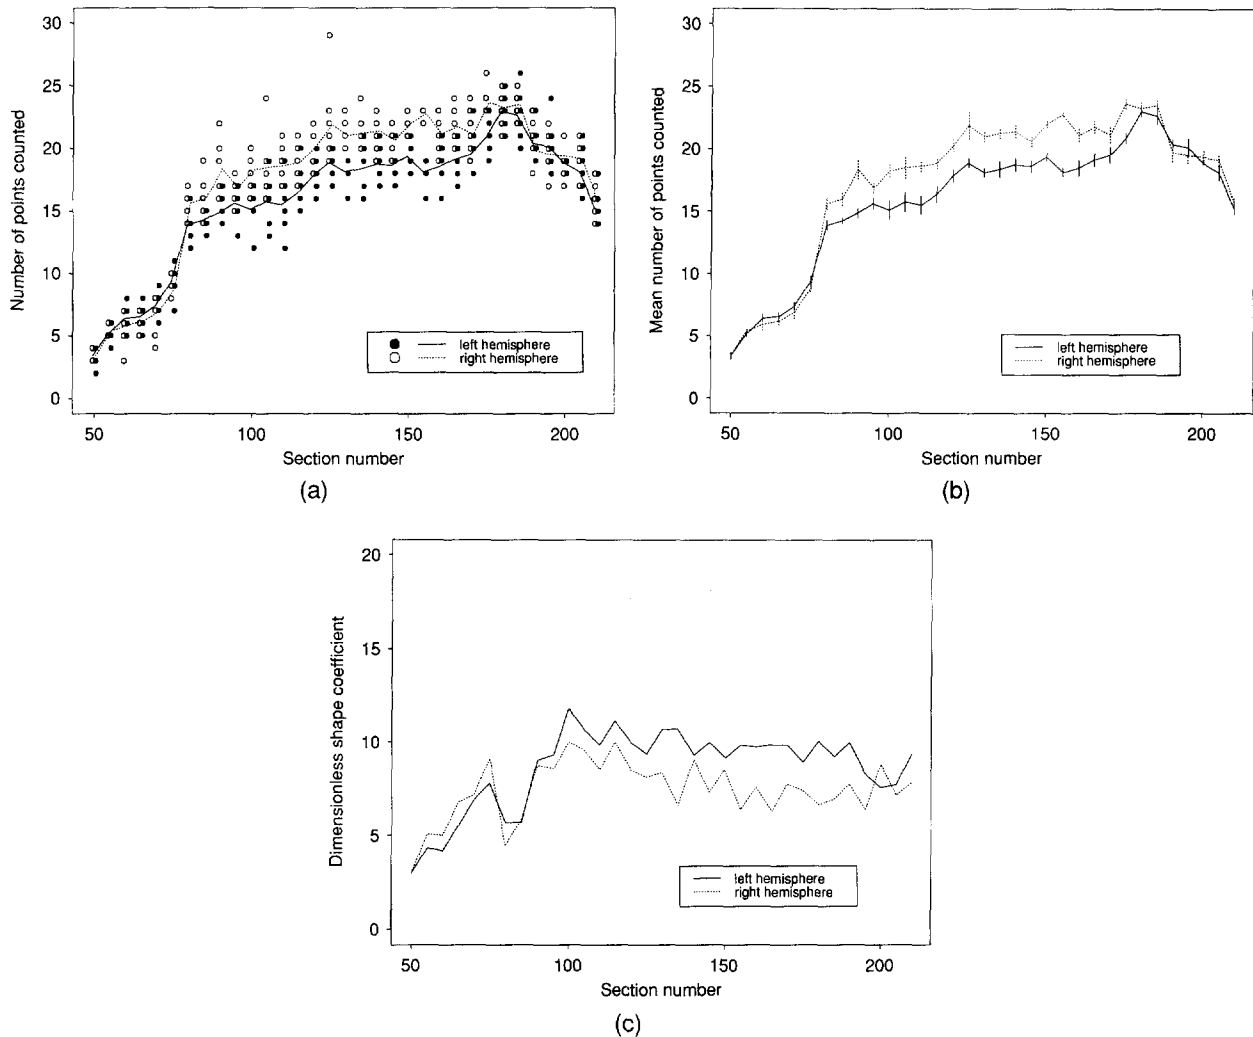 30
25
20
15
10
5
0
Number of points counted
left hemisphere
right hemisphere
50
100
150
200
Section number
(a)
30
25
20
15
10
5
0
Mean number of points counted
left hemisphere
right hemisphere
50
100
150
200
Section number
(b)
20
15
10
5
0
Dimensionless shape coefficient
left hemisphere
right hemisphere
50
100
150
200
Section number
(c)